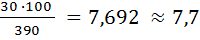 30 ·100 / 390 = 7,692 ≈ 7,7